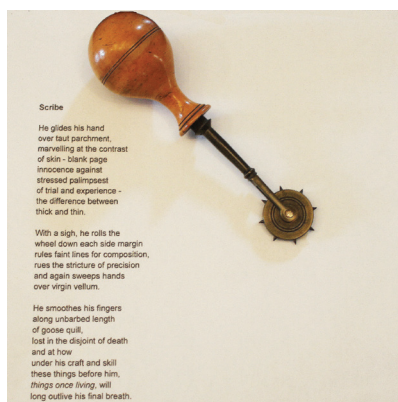 Scribe
He glides his hand
over taut parchment,
marvelling at the contrast
of skin - blank page
innocence against
stressed palimpsest
of trial and experience -
the difference between
thick and thin.
With a sigh, he rolls the
wheel down each side margin
rules faint lines for composition,
rues the stricture of precision
and again sweeps hands
over virgin vellum.
He smoothes his fingers
along unbarbed length
of goose quill,
lost in the disjoint of death
and at how
under his craft and skill
these things before him,
things once living, will
long outlive his final breath.